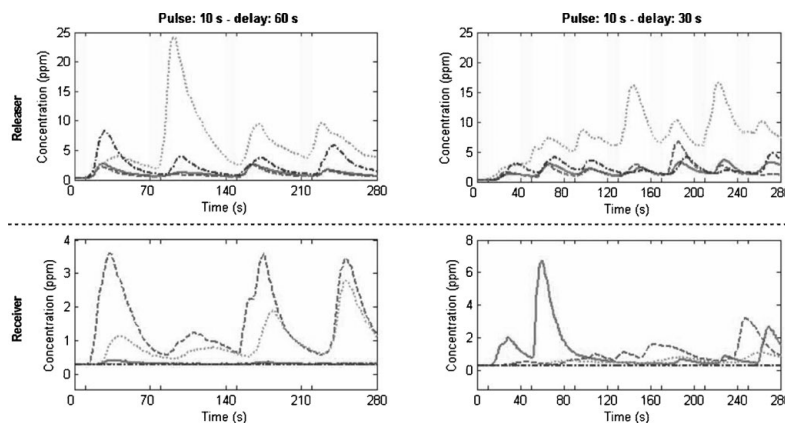 Pulse: 10 s - delay: 60 s
Pulse: 10 s - delay: 30 s
Releaser
Concentration (ppm)
25
20
15
10
5
0
0 70 140 210 280
Time (s)
Concentration (ppm)
25
20
15
10
5
0
0 40 80 120 160 200 240 280
Time (s)
Receiver
Concentration (ppm)
4
3
2
1
0
0 70 140 210 280
Time (s)
Concentration (ppm)
8
6
4
2
0
0 40 80 120 160 200 240 280
Time (s)